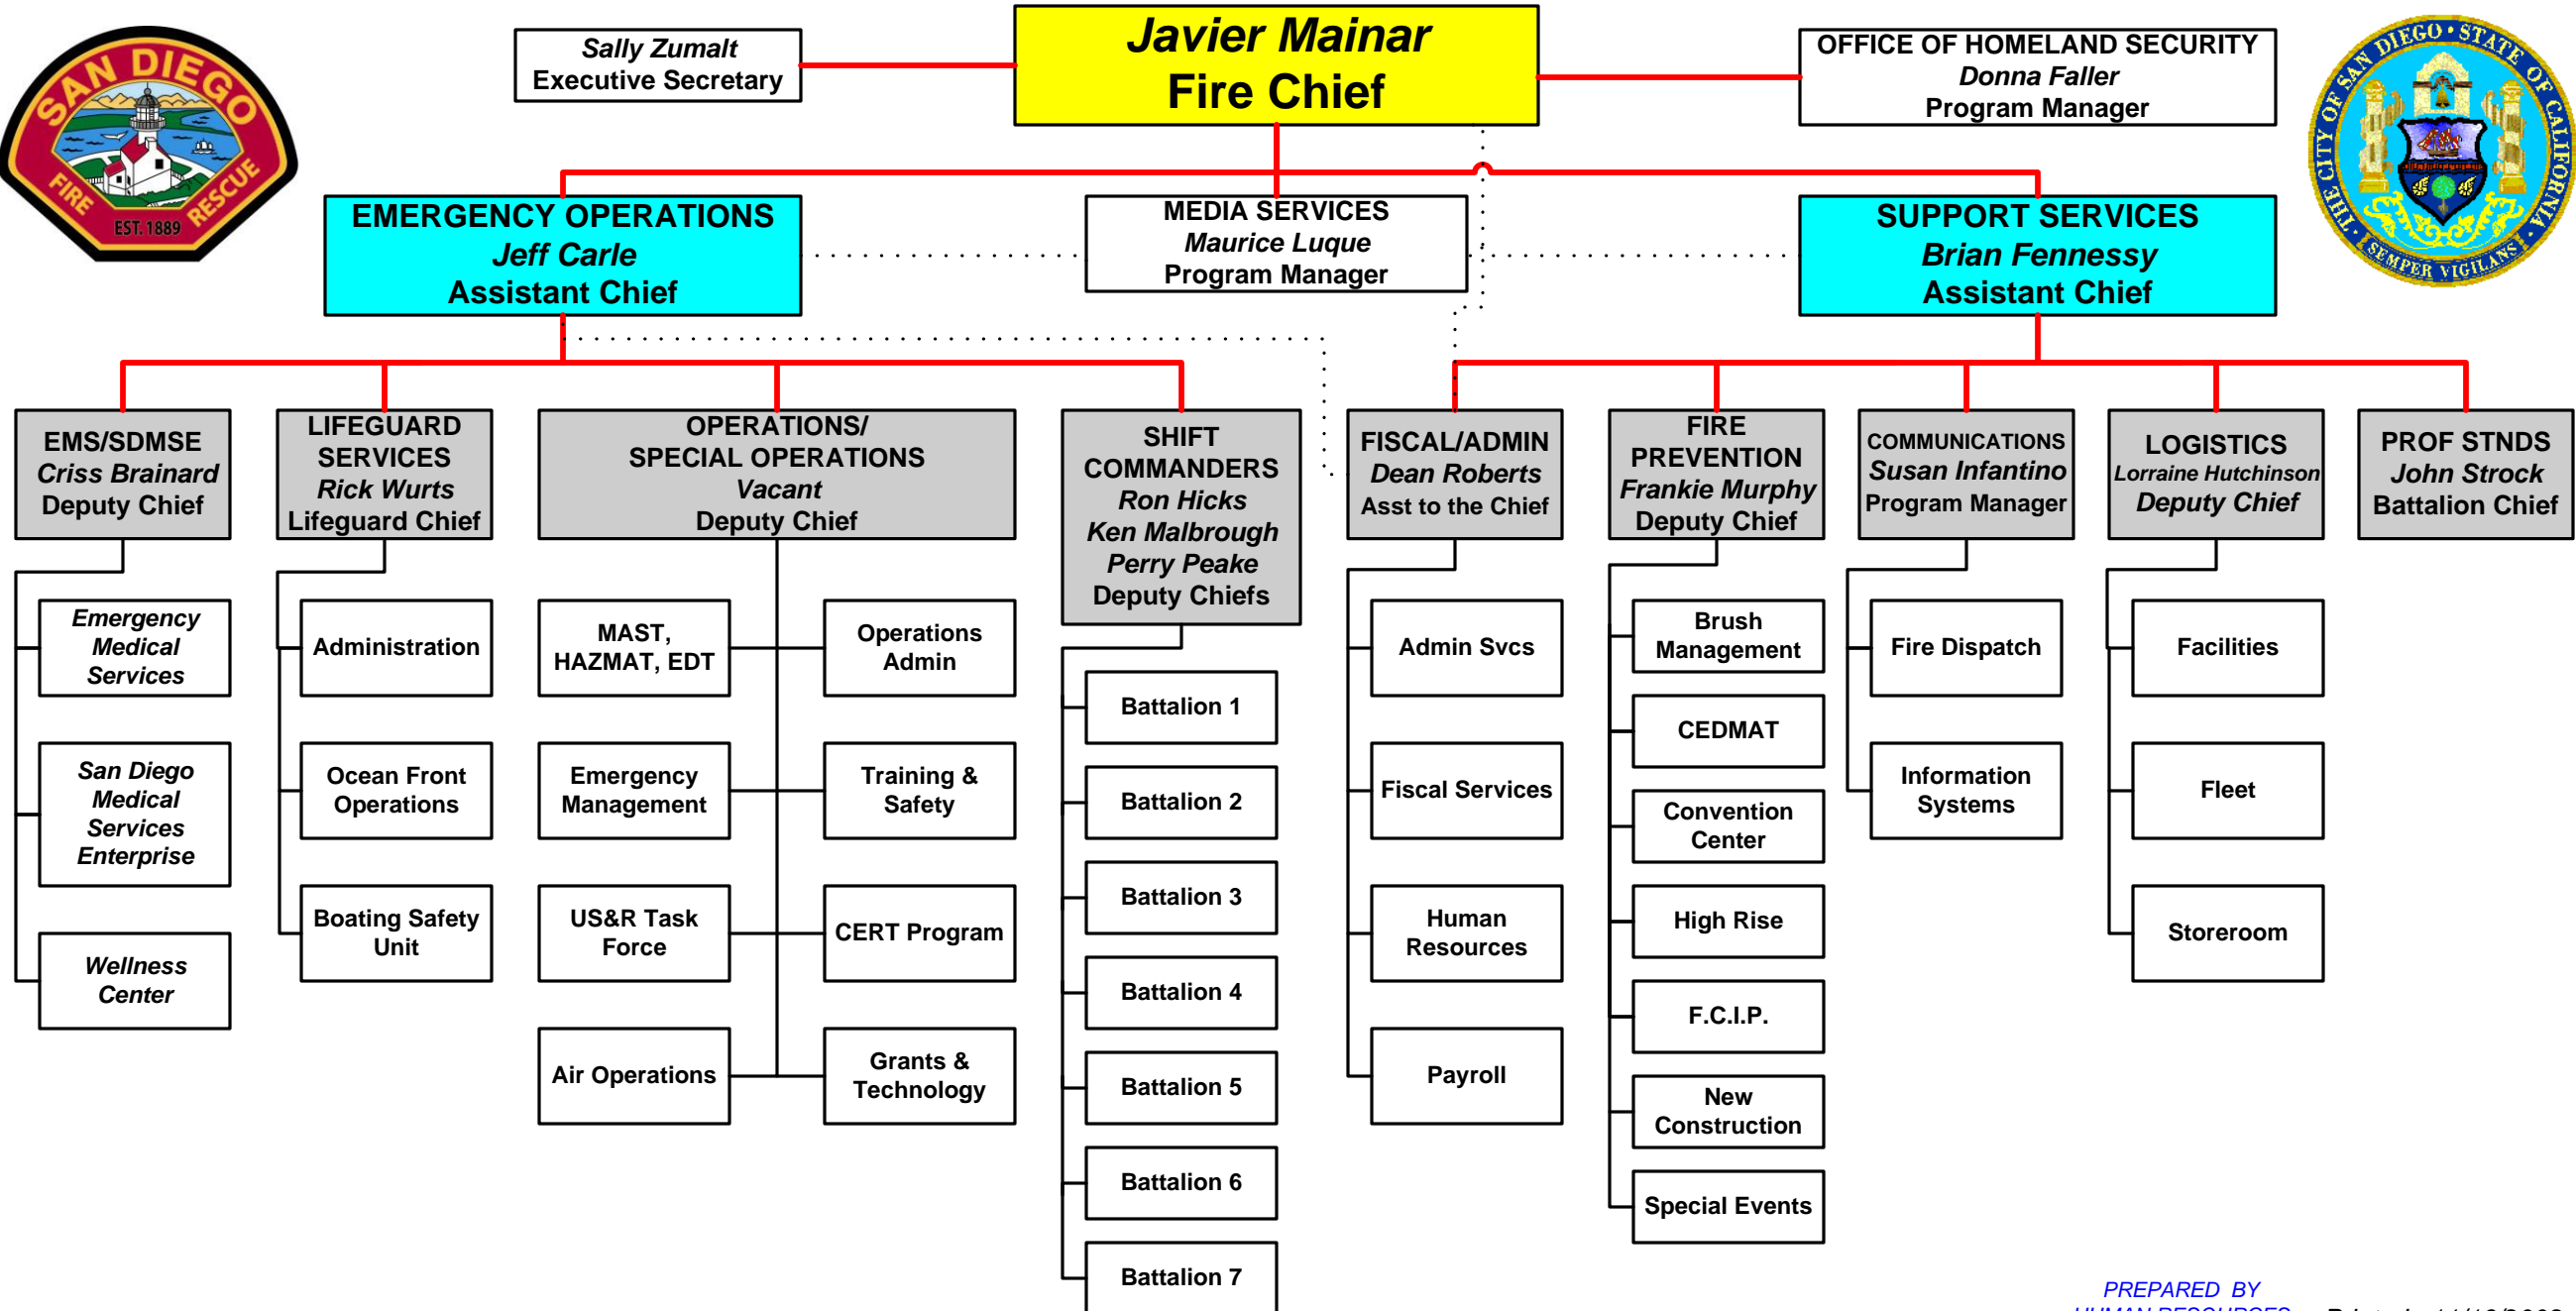 SAN DIEGO
FIRE RESCUE
EST. 1889
Sally Zumalt
Executive Secretary
Javier Mainar
Fire Chief
OFFICE OF HOMELAND SECURITY
Donna Faller
Program Manager
THE CITY OF SAN DIEGO • STATE OF CALIFORNIA
SEMPER VIGILANS
EMERGENCY OPERATIONS
Jeff Carle
Assistant Chief
MEDIA SERVICES
Maurice Luque
Program Manager
SUPPORT SERVICES
Brian Fennessy
Assistant Chief
EMS/SDMSE
Criss Brainard
Deputy Chief
LIFEGUARD
SERVICES
Rick Wurts
Lifeguard Chief
OPERATIONS/
SPECIAL OPERATIONS
Vacant
Deputy Chief
SHIFT
COMMANDERS
Ron Hicks
Ken Malbrough
Perry Peake
Deputy Chiefs
FISCAL/ADMIN
Dean Roberts
Asst to the Chief
FIRE
PREVENTION
Frankie Murphy
Deputy Chief
COMMUNICATIONS
Susan Infantino
Program Manager
LOGISTICS
Lorraine Hutchinson
Deputy Chief
PROF STNDS
John Strock
Battalion Chief
Emergency
Medical
Services
San Diego
Medical
Services
Enterprise
Wellness
Center
Administration
Ocean Front
Operations
Boating Safety
Unit
MAST,
HAZMAT, EDT
Operations
Admin
Emergency
Management
Training &
Safety
US&R Task
Force
CERT Program
Air Operations
Grants &
Technology
Battalion 1
Battalion 2
Battalion 3
Battalion 4
Battalion 5
Battalion 6
Battalion 7
Admin Svcs
Fiscal Services
Human
Resources
Payroll
Brush
Management
CEDMAT
Convention
Center
High Rise
F.C.I.P.
New
Construction
Special Events
Fire Dispatch
Information
Systems
Facilities
Fleet
Storeroom
PREPARED BY
HUMAN RESOURCES